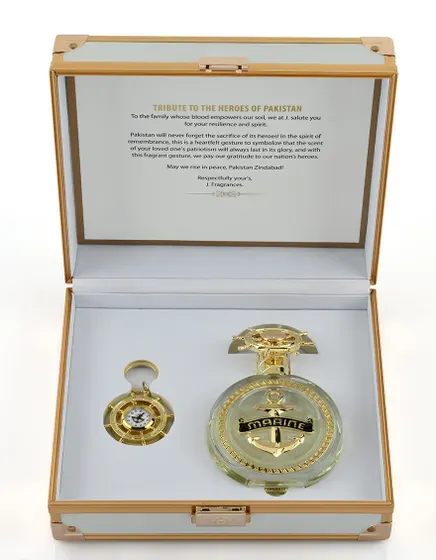 TRIBUTE TO THE HEROES OF PAKISTAN
To the family whose blood empowers our soil, we at J. salute you
for your resilience and spirit.
Pakistan will never forget the sacrifice of its heroes! In the spirit of
remembrance, this is a heartfelt gesture to symbolize that the scent
of your loved one's patriotism will always last in its glory, and with
this fragrant gesture, we pay our gratitude to our nation's heroes.
May we rise in peace, Pakistan Zindabad!
Respectfully your's,
J. Fragrances.
MARINE